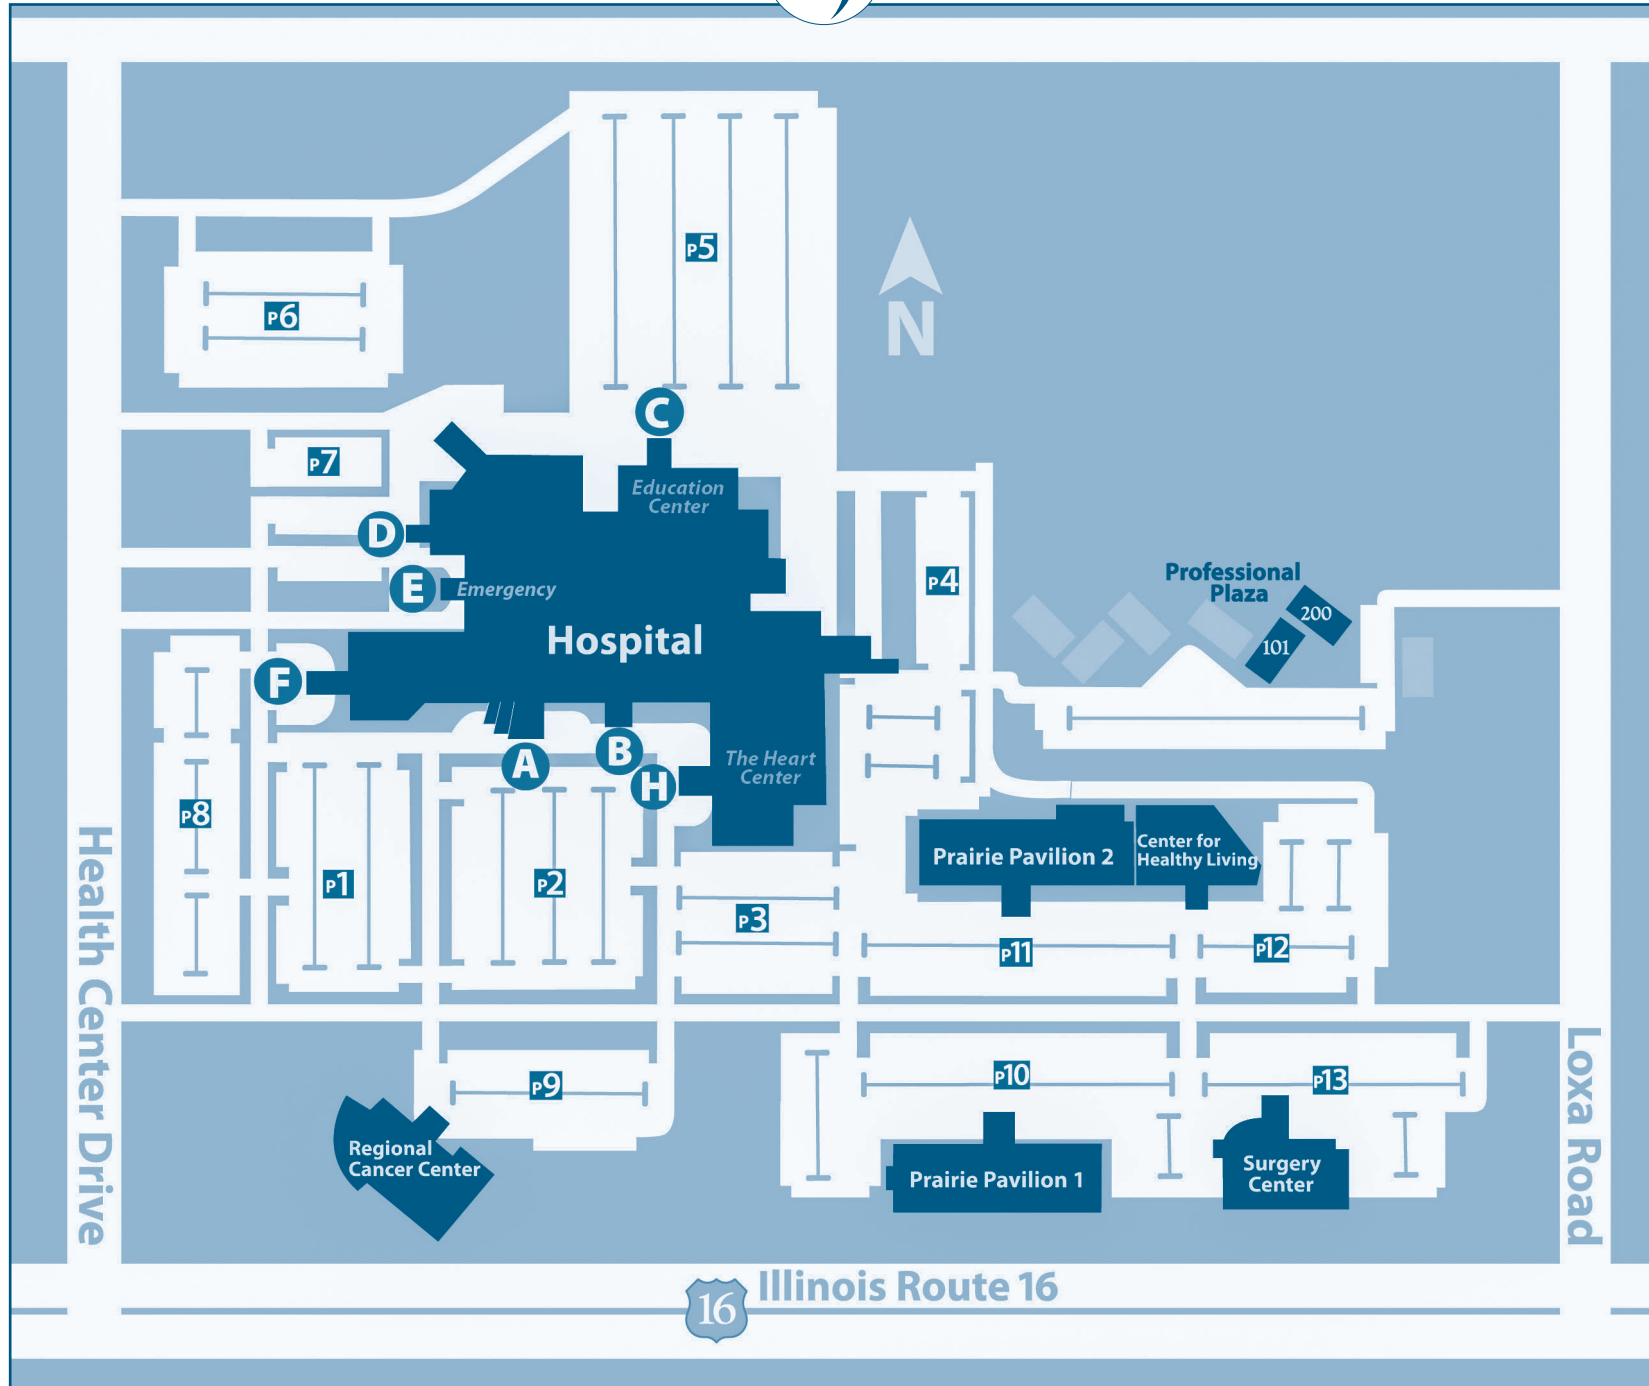 P5
N
P6
C
P7
Education
Center
D
E
Emergency
P4
Professional
Plaza
200
101
Hospital
F
A
B
H
The Heart
Center
P8
P1
P2
P3
Prairie Pavilion 2
Center for
Healthy Living
P11
P12
Health Center Drive
P9
P10
P13
Loxa Road
Regional
Cancer Center
Prairie Pavilion 1
Surgery
Center
16
Illinois Route 16